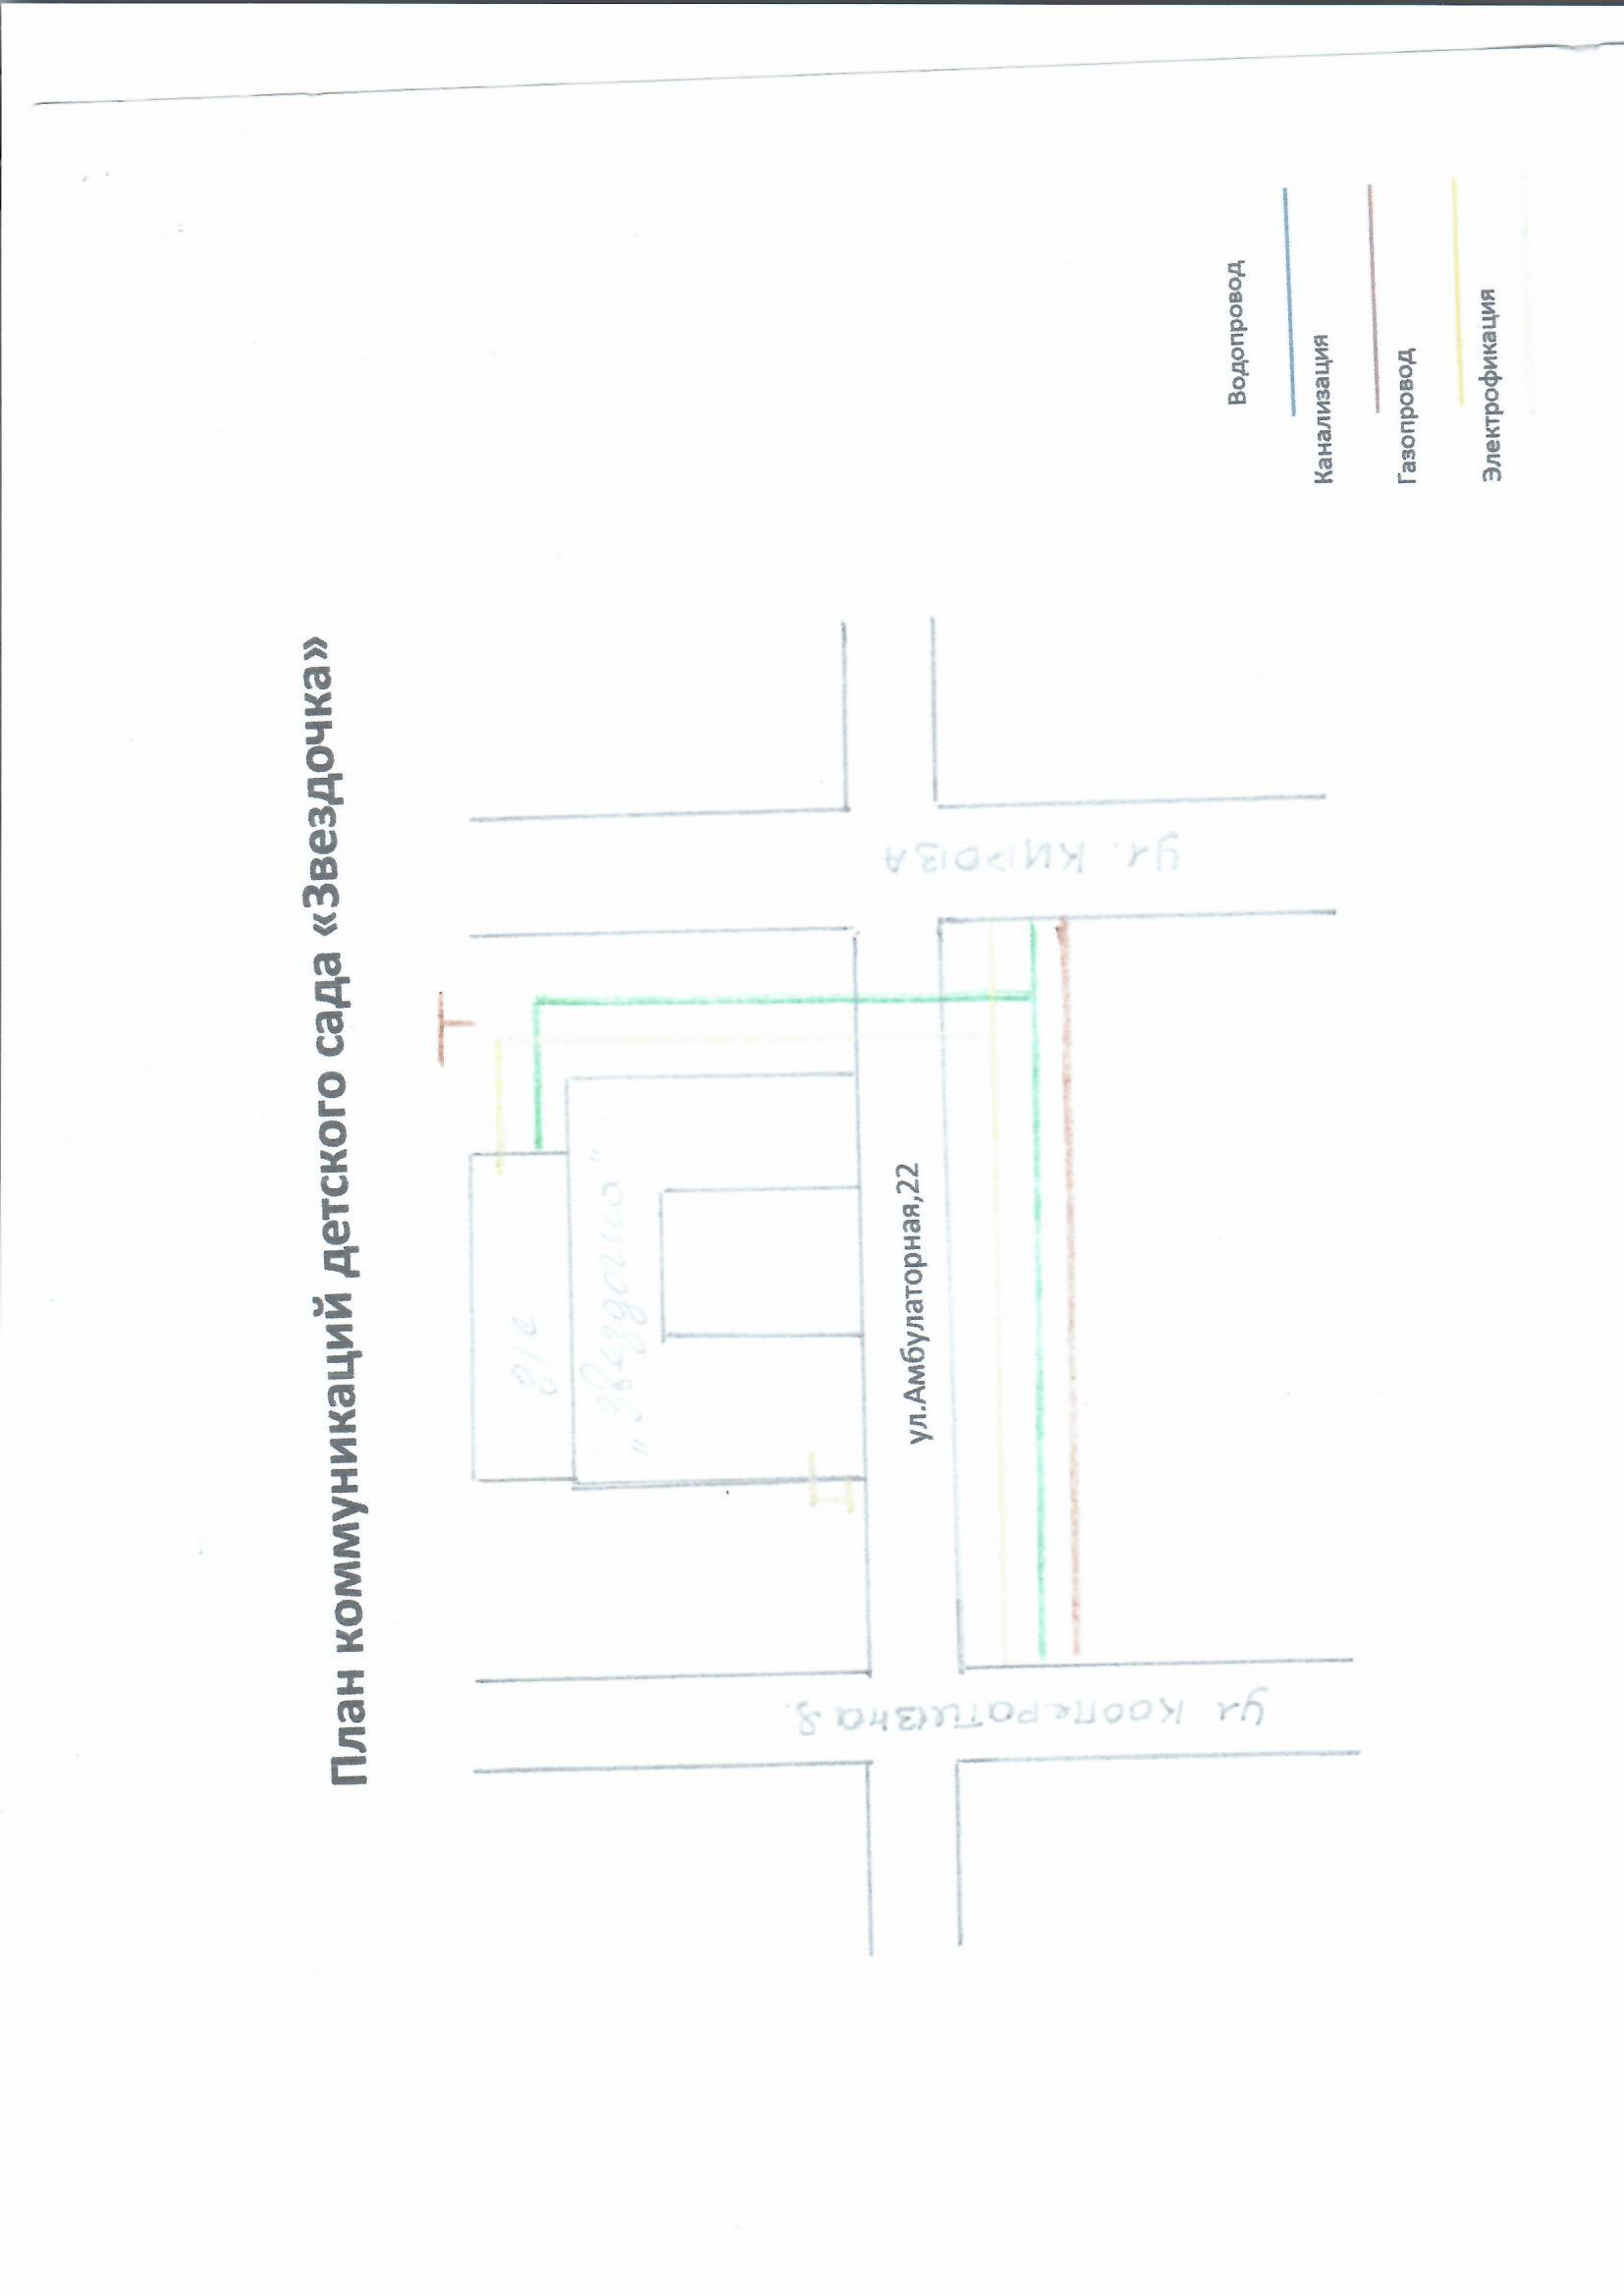 План коммуникаций детского сада «Звездочка»
д/с
"Звездочка"
ул.Амбулаторная,22
ул. КИРОВА
ул КООПЕРАТИВНАЯ.
Водопровод
Канализация
Газопровод
Электрофикация